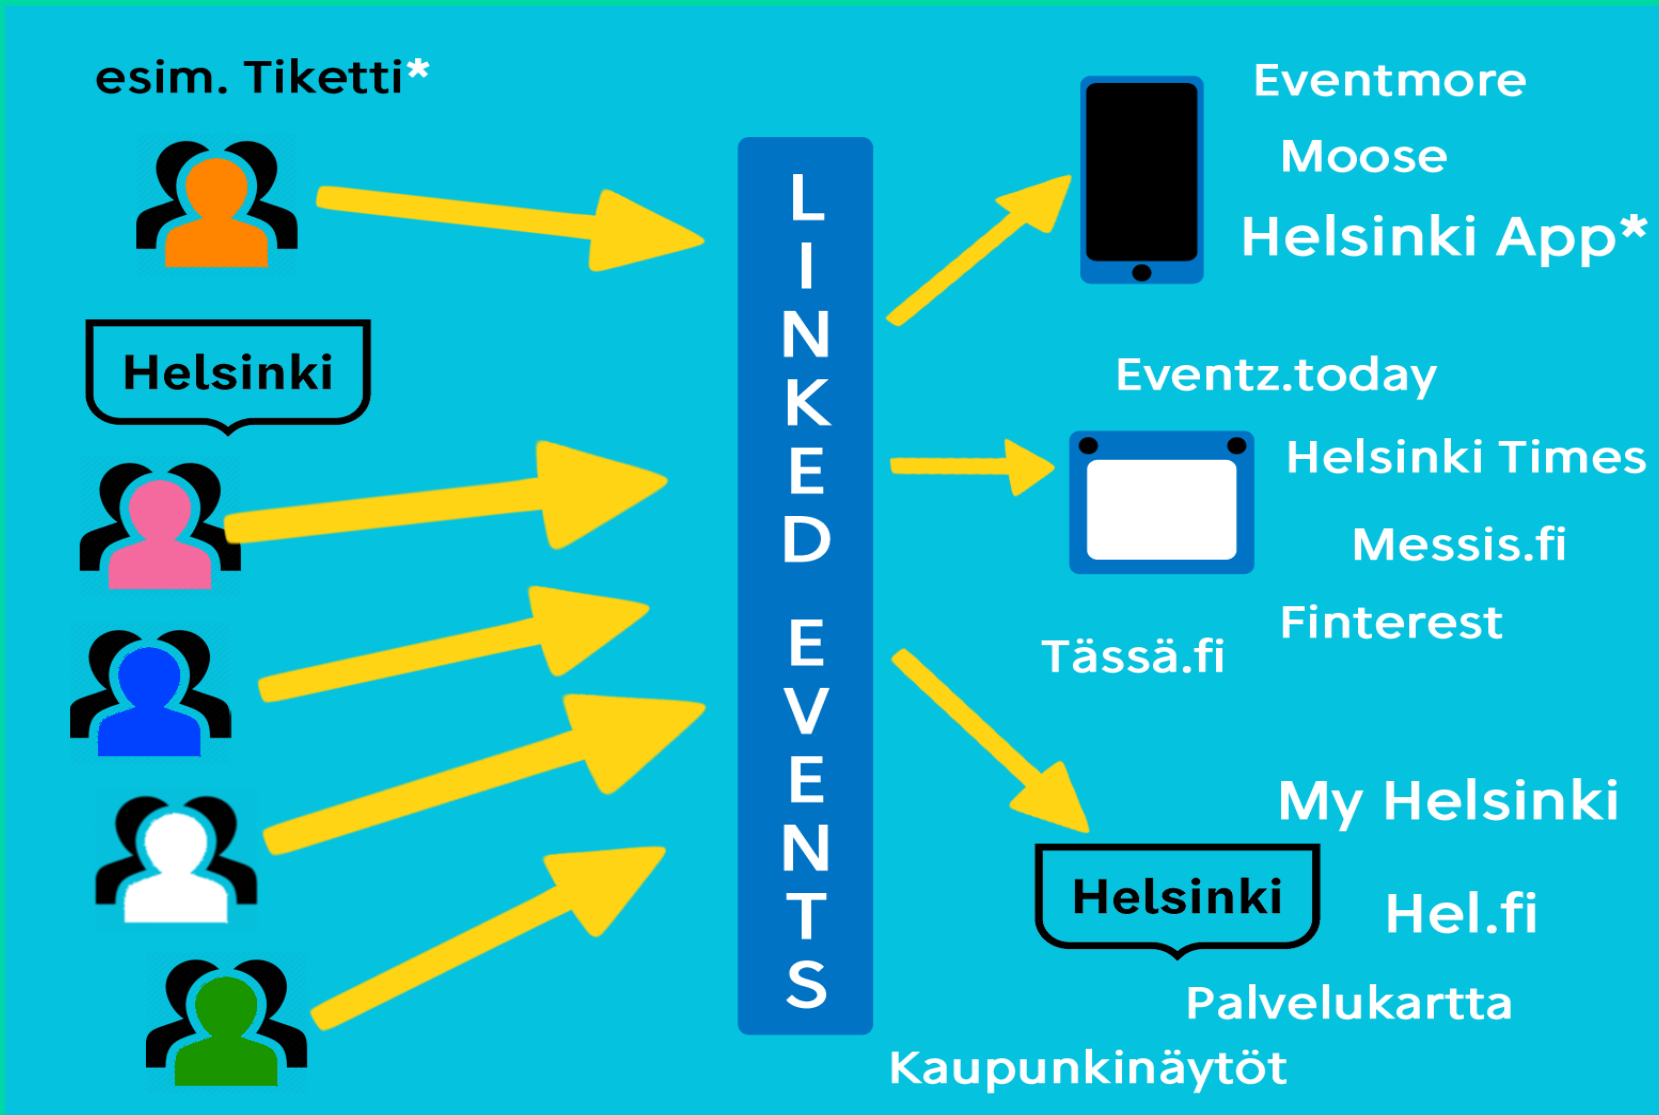 esim. Tiketti*
Helsinki
LINKED EVENTS
Eventmore
Moose
Helsinki App*
Eventz.today
Helsinki Times
Messis.fi
Finterest
Tässä.fi
My Helsinki
Helsinki
Hel.fi
Palvelukartta
Kaupunkinäytöt